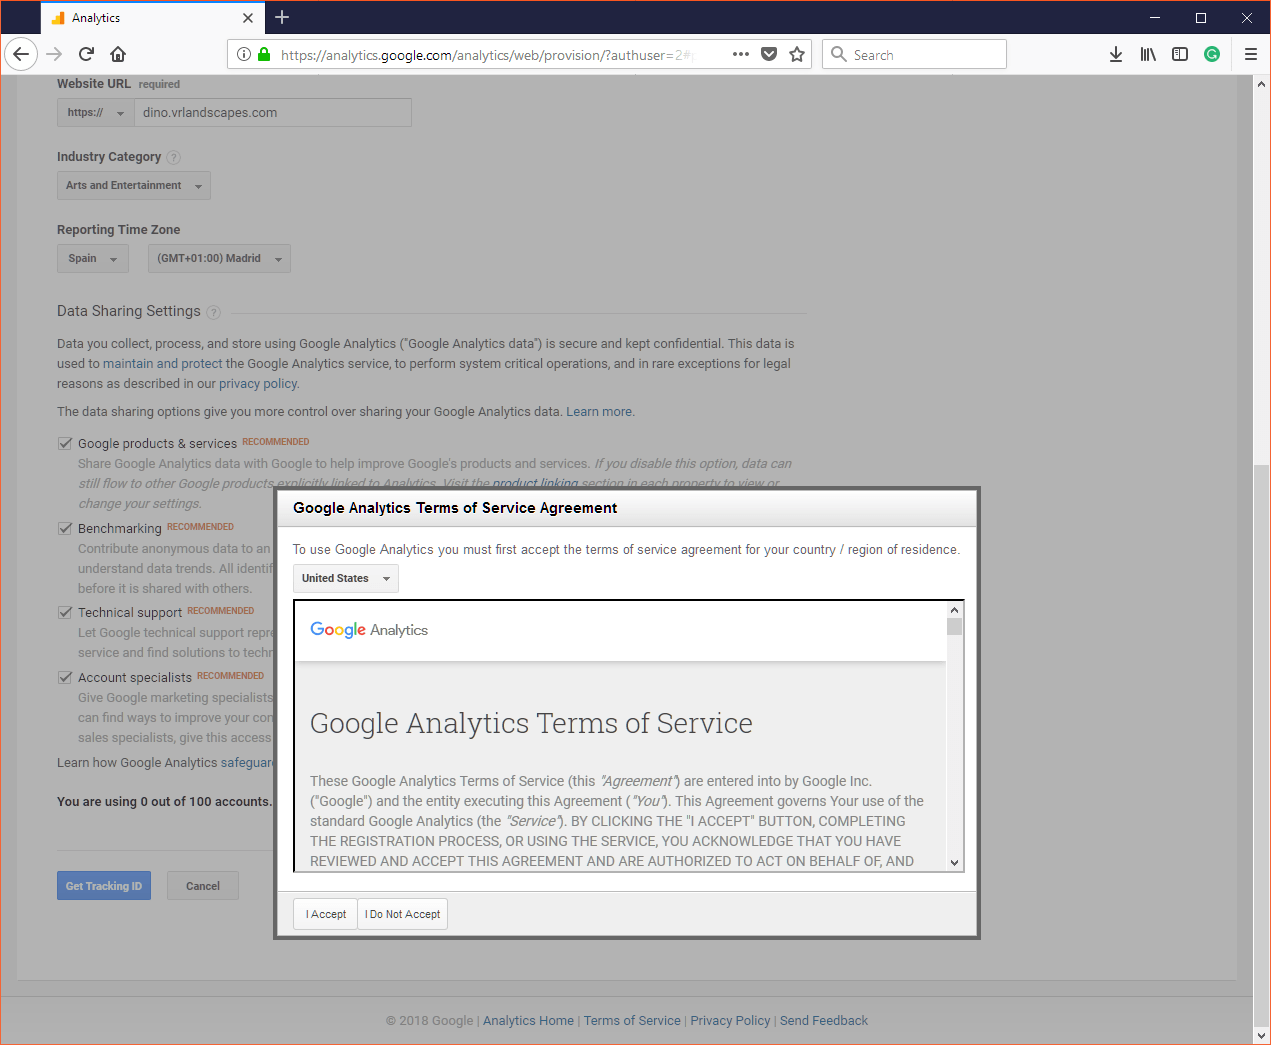 Analytics
https://analytics.google.com/analytics/web/provision/?authuser=2#
Search
Website URL required
https:// dino.vrlandscapes.com
Industry Category ?
Arts and Entertainment
Reporting Time Zone
Spain (GMT+01:00) Madrid
Data Sharing Settings ?
Data you collect, process, and store using Google Analytics ("Google Analytics data") is secure and kept confidential. This data is
used to maintain and protect the Google Analytics service, to perform system critical operations, and in rare exceptions for legal
reasons as described in our privacy policy.
The data sharing options give you more control over sharing your Google Analytics data. Learn more.
Google products & services RECOMMENDED
Share Google Analytics data with Google to help improve Google's products and services. If you disable this option, data can
still flow to other Google products explicitly linked to Analytics. Visit the product linking section in each property to view or
change your settings.
Benchmarking RECOMMENDED
Contribute anonymous data to an
understand data trends. All identif
before it is shared with others.
Technical support RECOMMENDED
Let Google technical support repre
service and find solutions to techn
Account specialists RECOMMENDED
Give Google marketing specialists
can find ways to improve your con
sales specialists, give this access
Learn how Google Analytics safeguar
You are using 0 out of 100 accounts.
Get Tracking ID Cancel
Google Analytics Terms of Service Agreement
To use Google Analytics you must first accept the terms of service agreement for your country / region of residence.
United States
Google Analytics
Google Analytics Terms of Service
These Google Analytics Terms of Service (this "Agreement") are entered into by Google Inc.
("Google") and the entity executing this Agreement ("You"). This Agreement governs Your use of the
standard Google Analytics (the "Service"). BY CLICKING THE "I ACCEPT" BUTTON, COMPLETING
THE REGISTRATION PROCESS, OR USING THE SERVICE, YOU ACKNOWLEDGE THAT YOU HAVE
REVIEWED AND ACCEPT THIS AGREEMENT AND ARE AUTHORIZED TO ACT ON BEHALF OF, AND
I Accept I Do Not Accept
© 2018 Google | Analytics Home | Terms of Service | Privacy Policy | Send Feedback